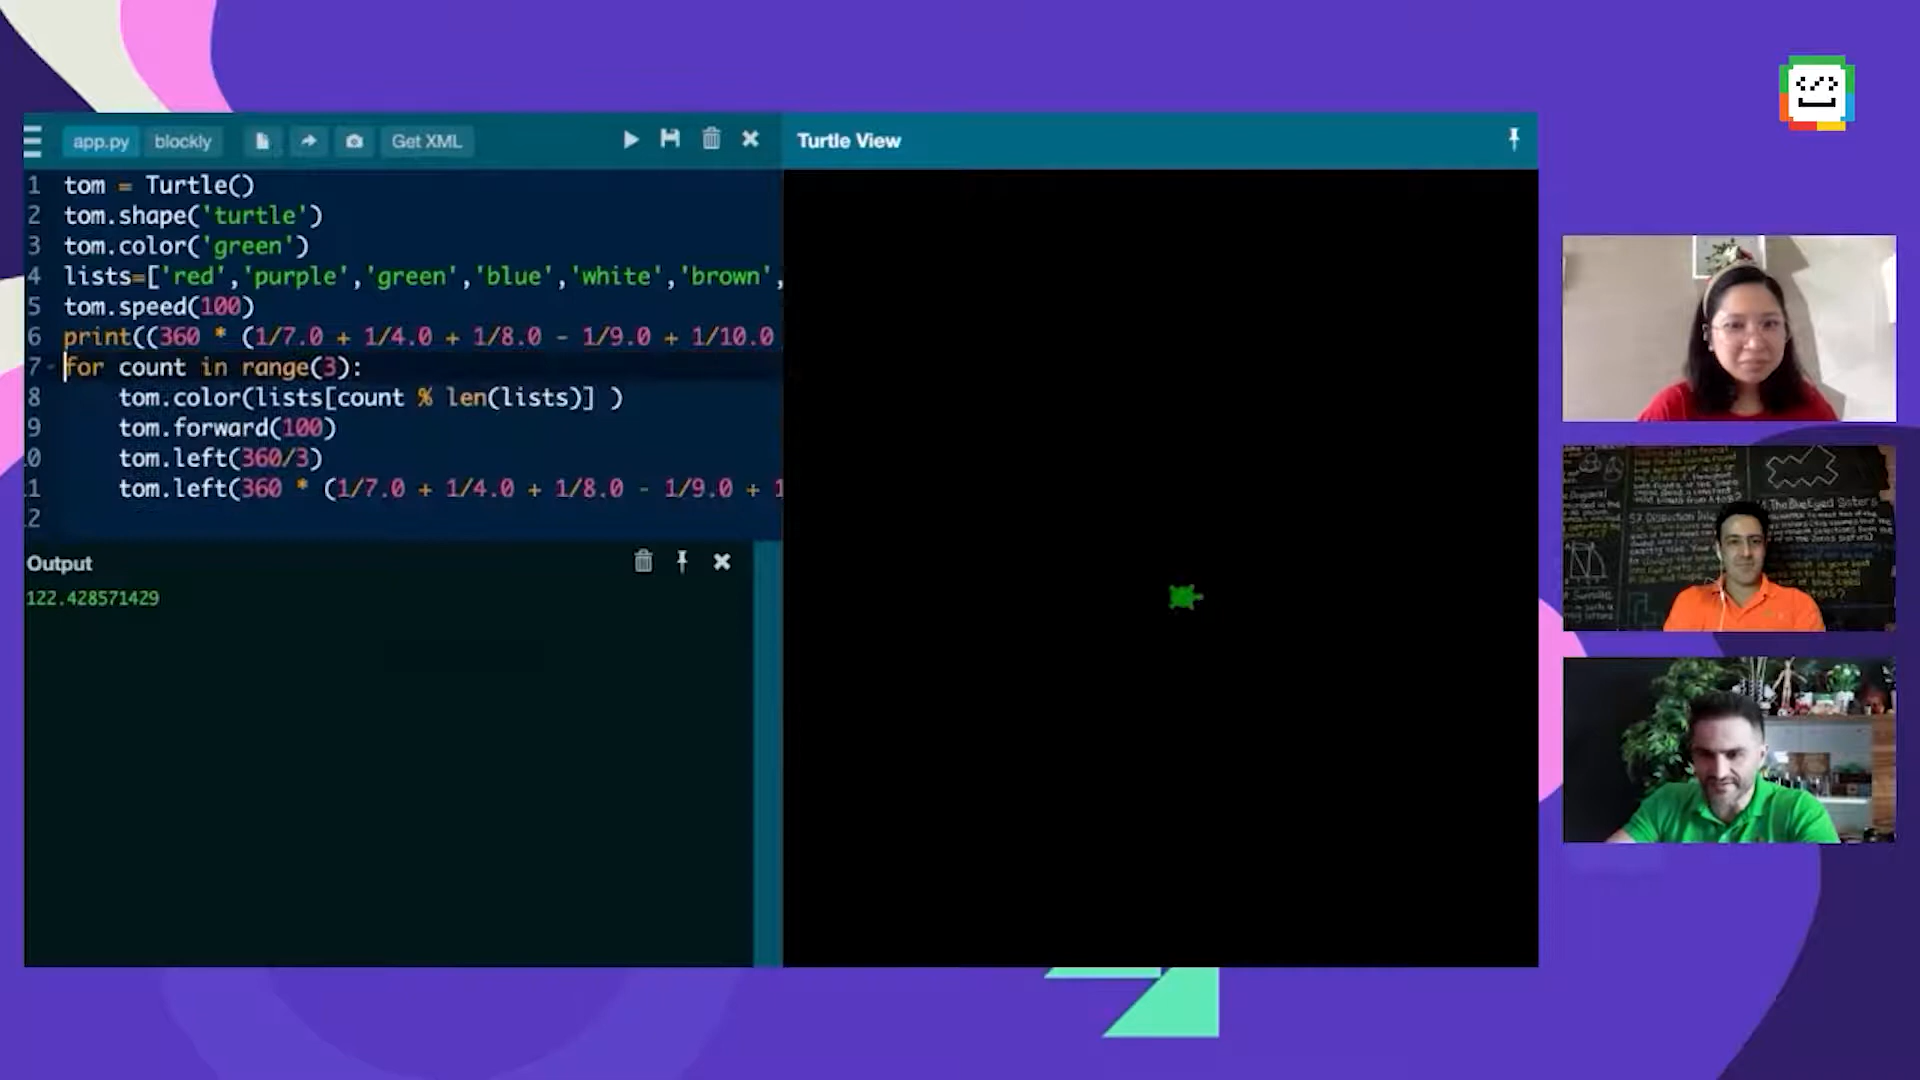 app.py blockly Get XML
1 tom = Turtle()
2 tom.shape('turtle')
3 tom.color('green')
4 lists=['red','purple','green','blue','white','brown',
5 tom.speed(100)
6 print((360 * (1/7.0 + 1/4.0 + 1/8.0 - 1/9.0 + 1/10.0
7 for count in range(3):
8 tom.color(lists[count % len(lists)] )
9 tom.forward(100)
0 tom.left(360/3)
1 tom.left(360 * (1/7.0 + 1/4.0 + 1/8.0 - 1/9.0 + 1
2
Output
122.428571429
Turtle View